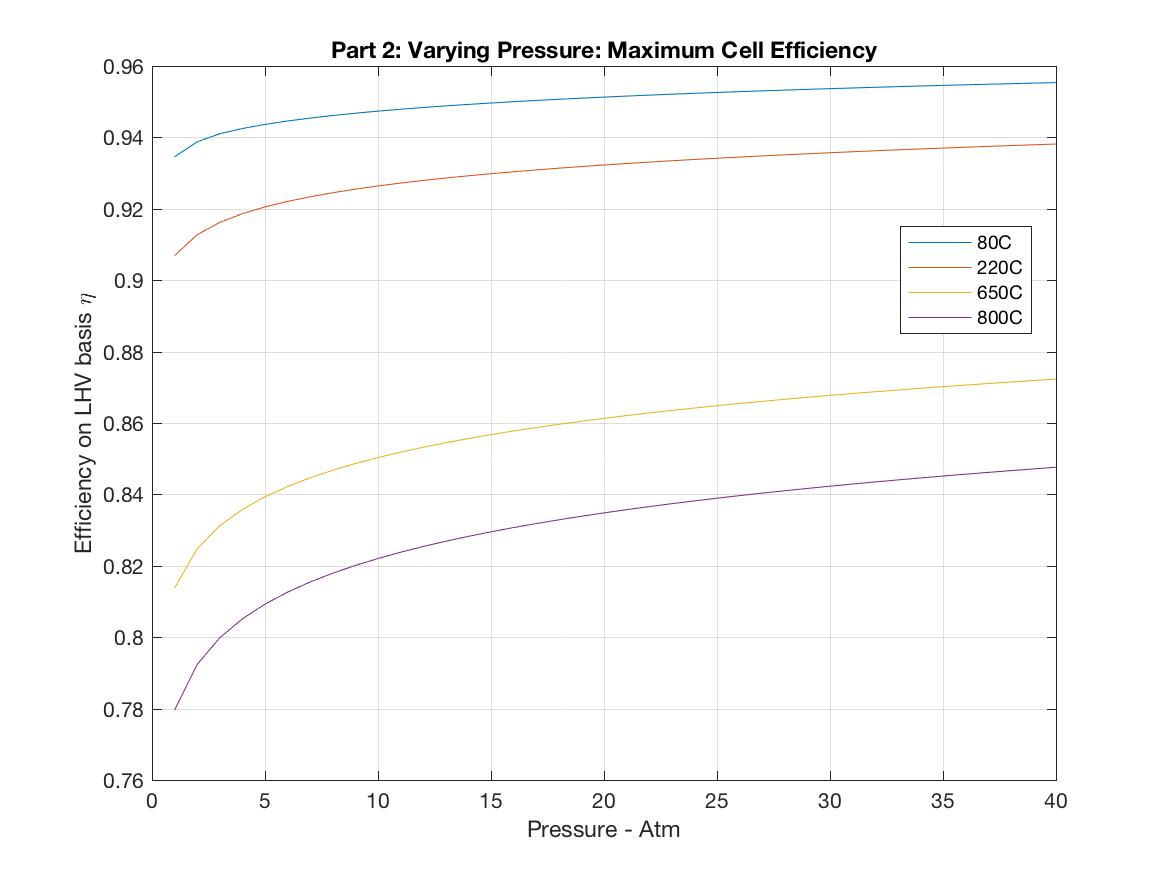 Part 2: Varying Pressure: Maximum Cell Efficiency
0.96
0.94
0.92
0.9
0.88
0.86
0.84
0.82
0.8
0.78
0.76
Efficiency on LHV basis η
80C
220C
650C
800C
0 5 10 15 20 25 30 35 40
Pressure - Atm